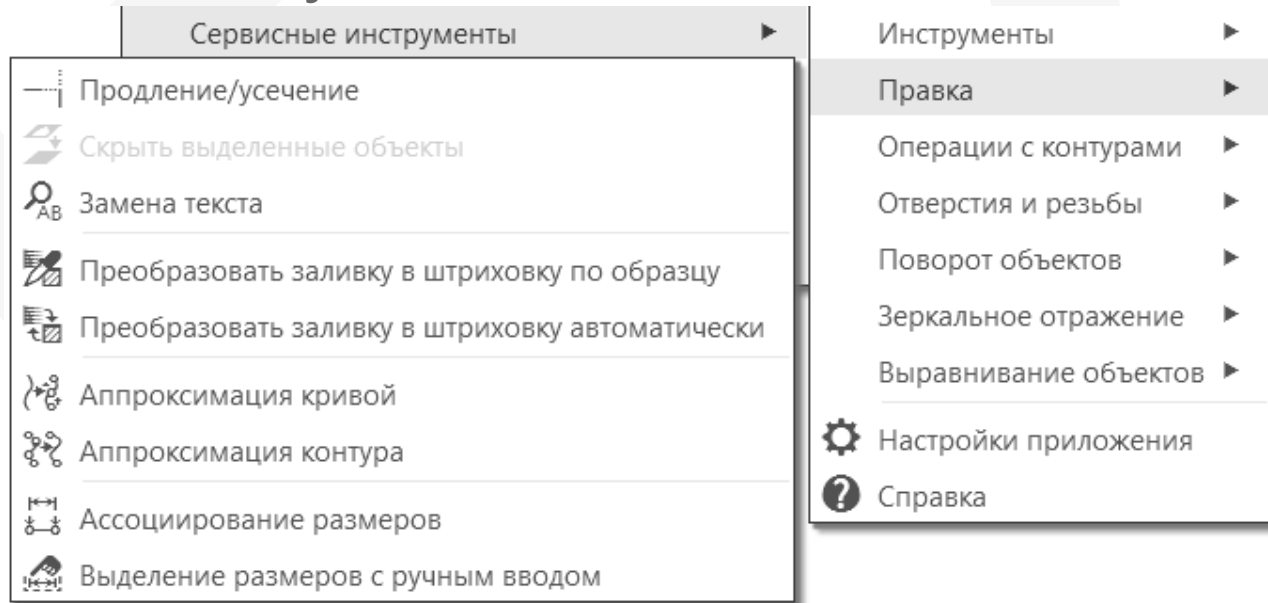 Сервисные инструменты
Продление/усечение
Скрыть выделенные объекты
AB Замена текста
Преобразовать заливку в штриховку по образцу
Преобразовать заливку в штриховку автоматически
Аппроксимация кривой
Аппроксимация контура
Ассоциирование размеров
Выделение размеров с ручным вводом
Инструменты
Правка
Операции с контурами
Отверстия и резьбы
Поворот объектов
Зеркальное отражение
Выравнивание объектов
Настройки приложения
? Справка